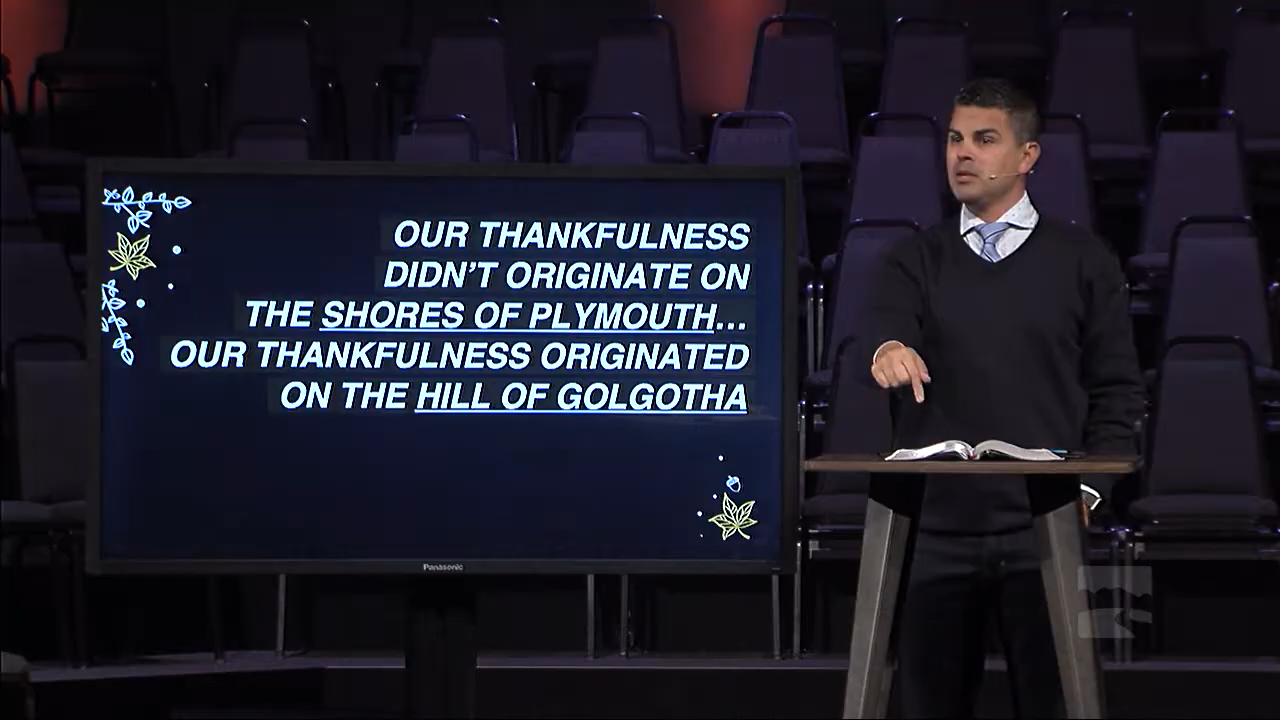 OUR THANKFULNESS
DIDN'T ORIGINATE ON
THE SHORES OF PLYMOUTH...
OUR THANKFULNESS ORIGINATED
ON THE HILL OF GOLGOTHA
Panasonic